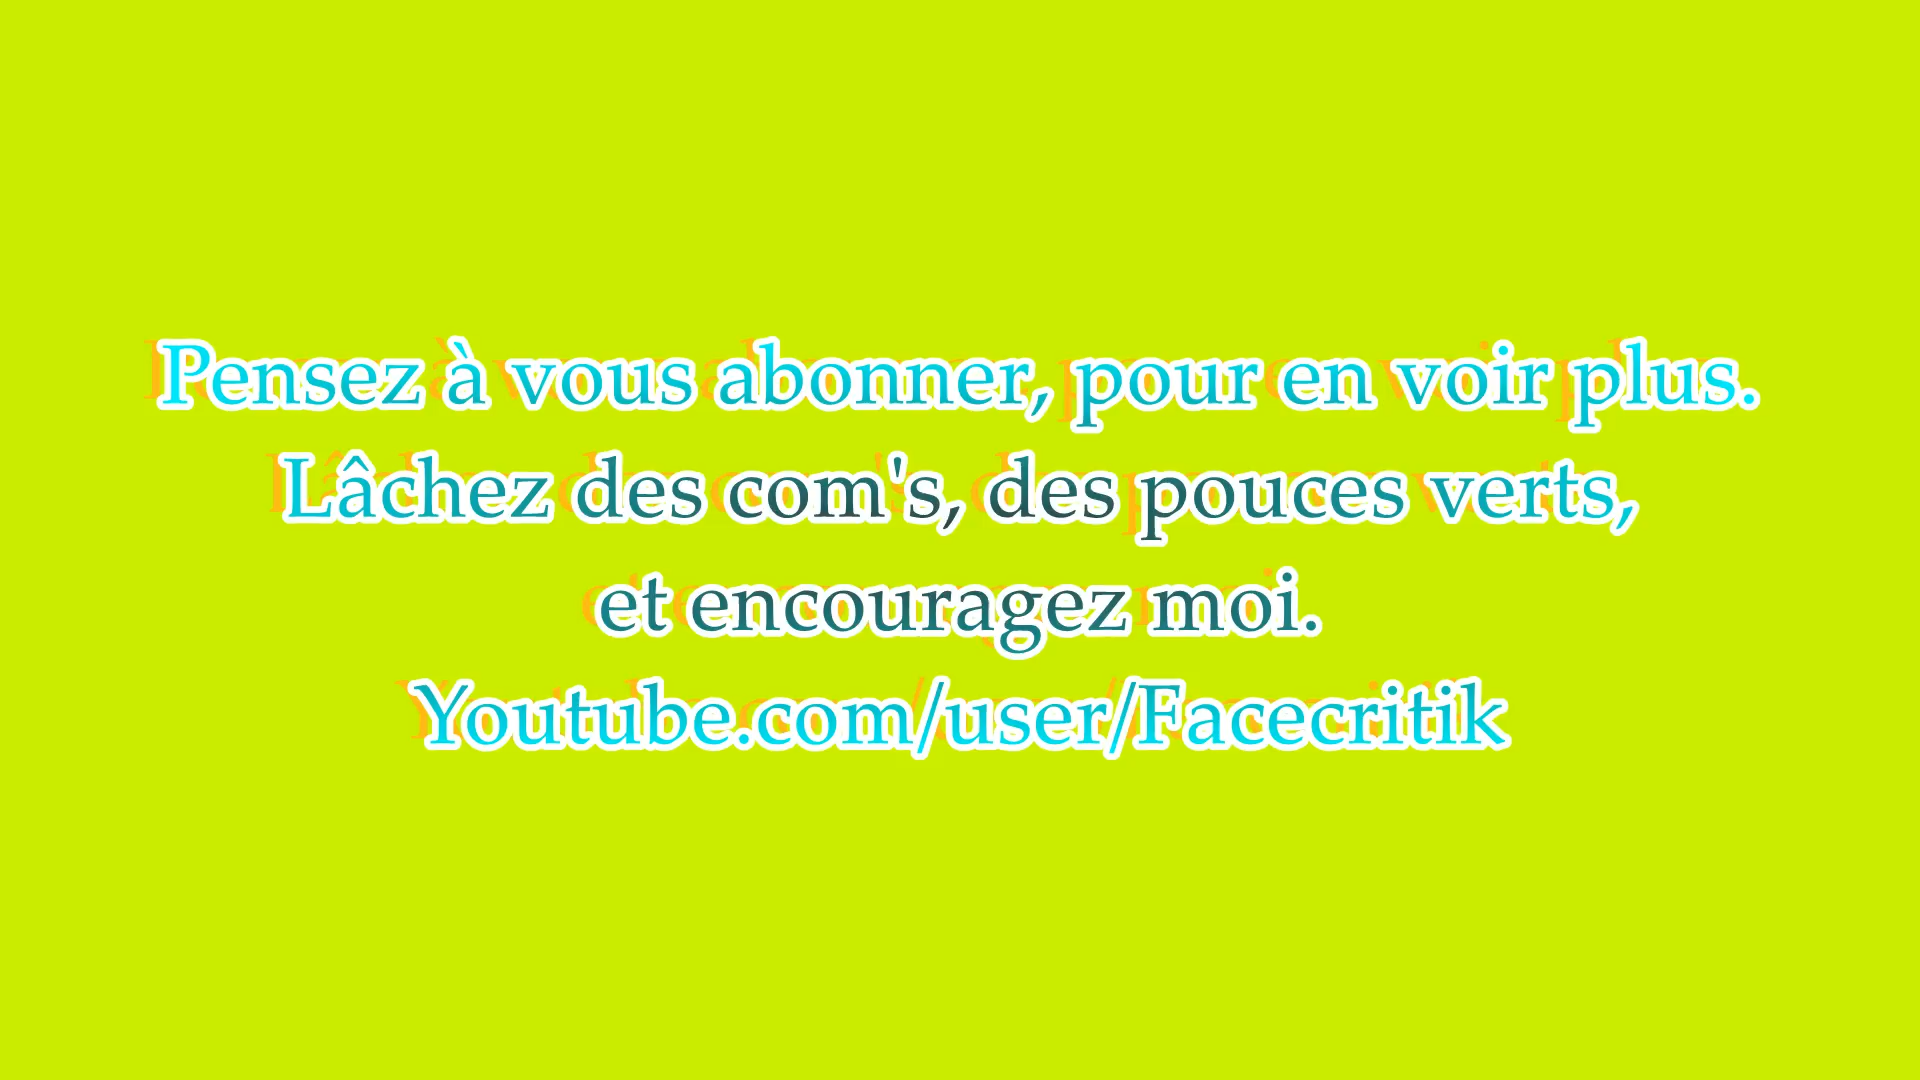 Pensez à vous abonner, pour en voir plus.
Lâchez des com's, des pouces verts,
et encouragez moi.
Youtube.com/user/Facecritik